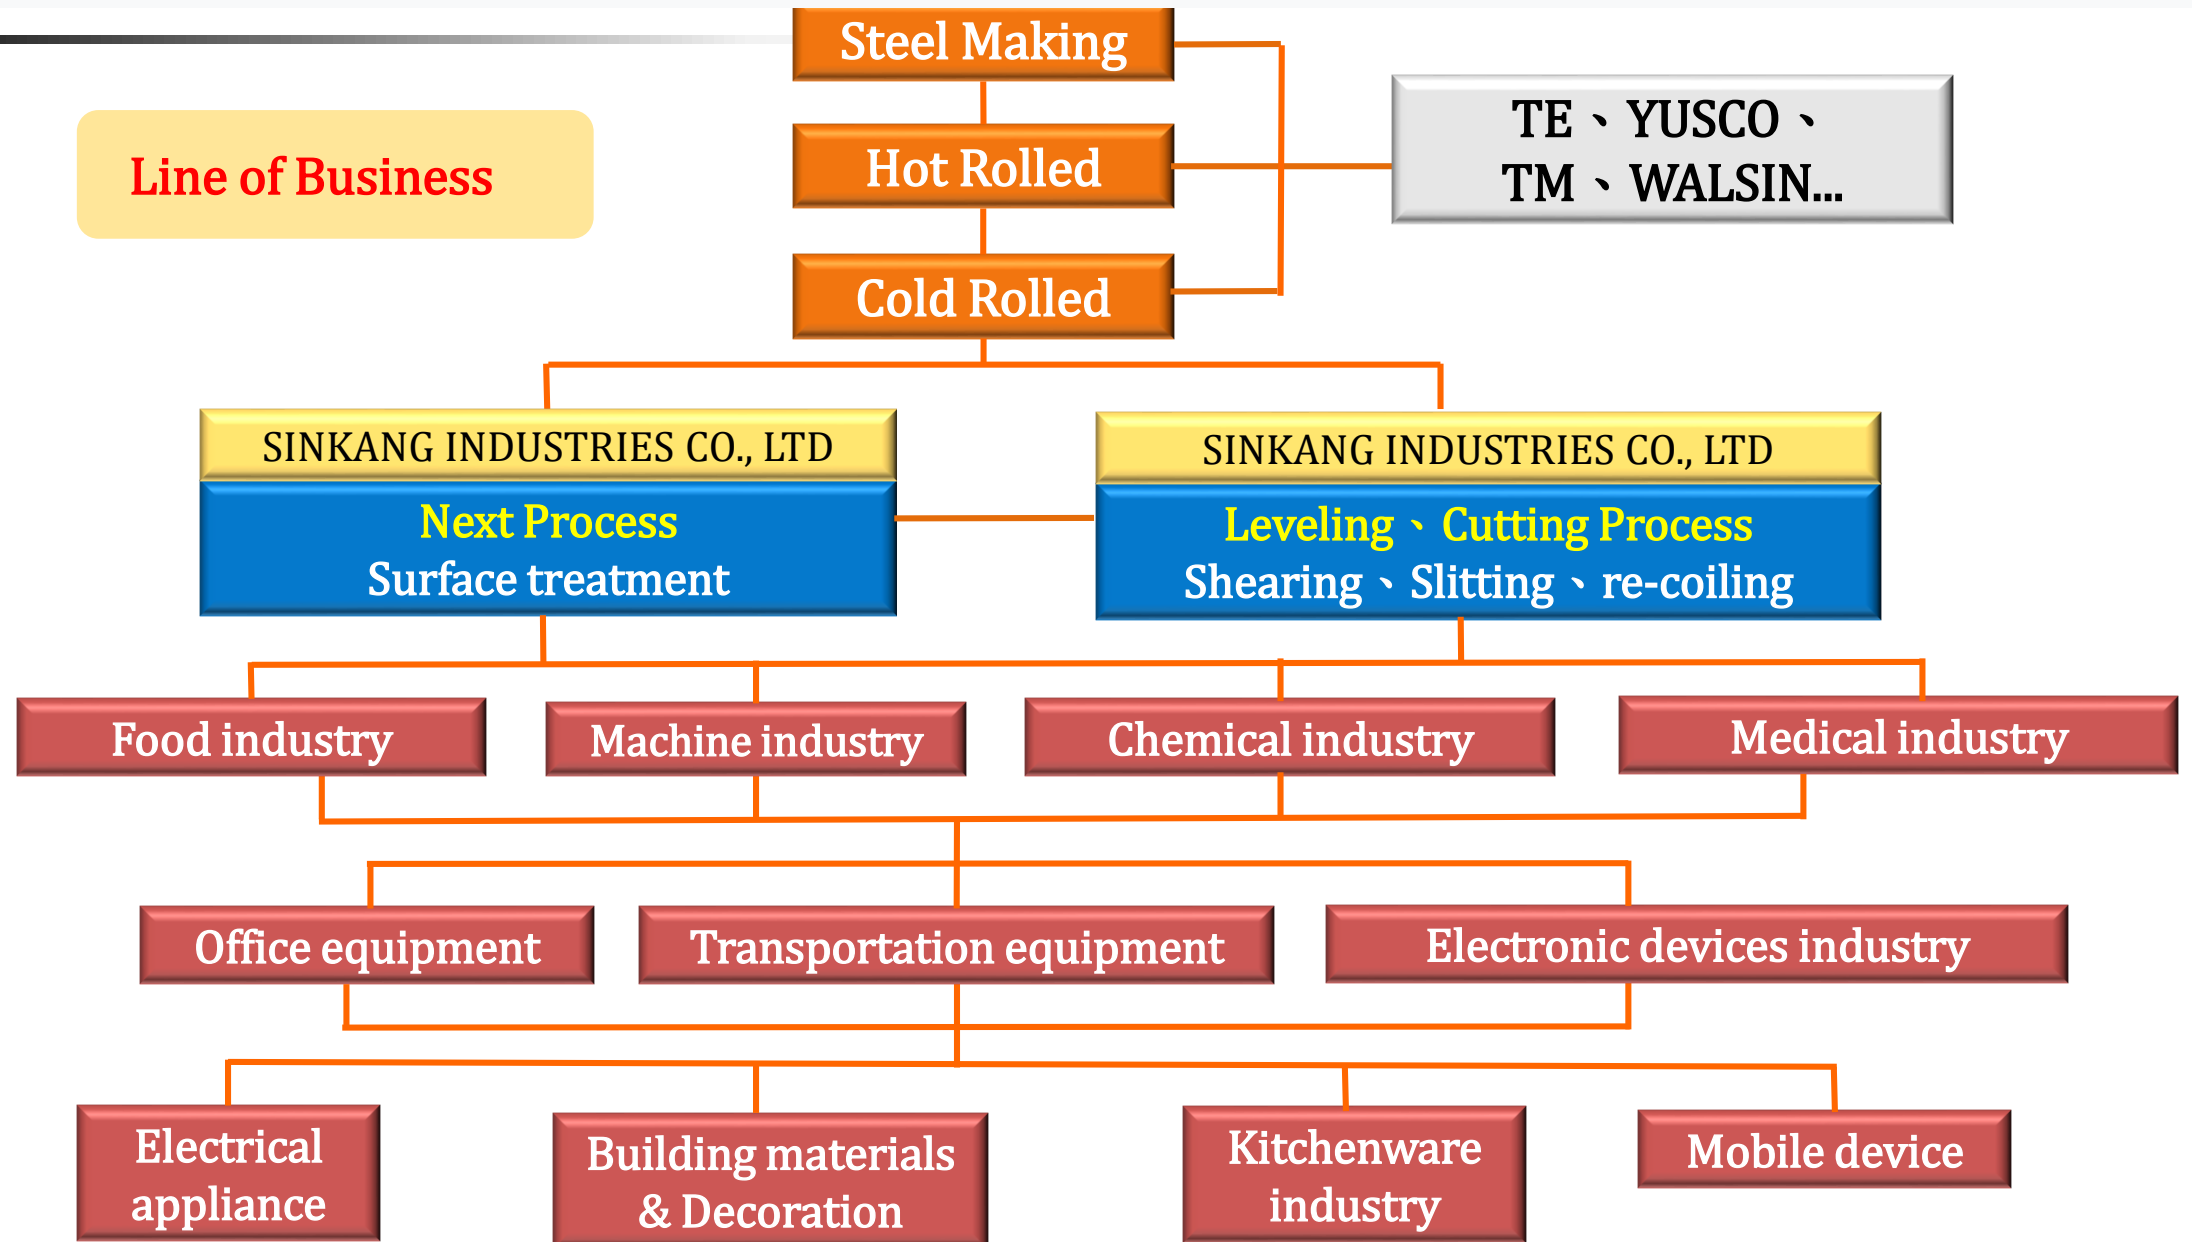 Steel Making
TE、YUSCO、
TM、WALSIN...
Line of Business
Hot Rolled
Cold Rolled
SINKANG INDUSTRIES CO., LTD
Next Process
Surface treatment
SINKANG INDUSTRIES CO., LTD
Leveling、Cutting Process
Shearing、Slitting、re-coiling
Food industry
Machine industry
Chemical industry
Medical industry
Office equipment
Transportation equipment
Electronic devices industry
Electrical
appliance
Building materials
& Decoration
Kitchenware
industry
Mobile device